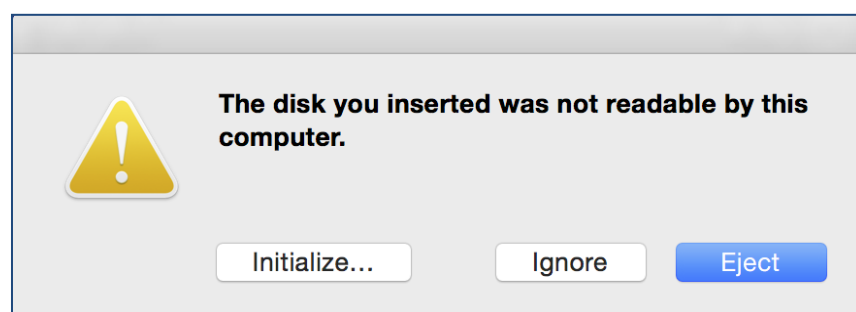 The disk you inserted was not readable by this
computer.
Initialize... Ignore Eject